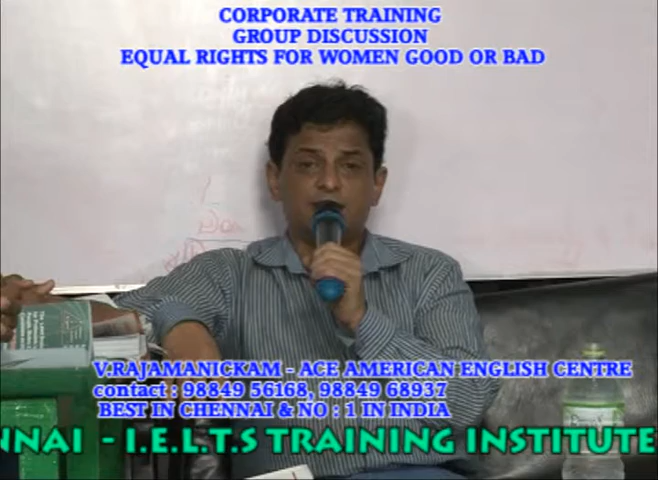 CORPORATE TRAINING
GROUP DISCUSSION
EQUAL RIGHTS FOR WOMEN GOOD OR BAD
V.RAJAMANICKAM - ACE AMERICAN ENGLISH CENTRE
contact : 98849 56168, 98849 68937
BEST IN CHENNAI & NO : 1 IN INDIA
NNAI - I.E.L.T.S TRAINING INSTITUTE